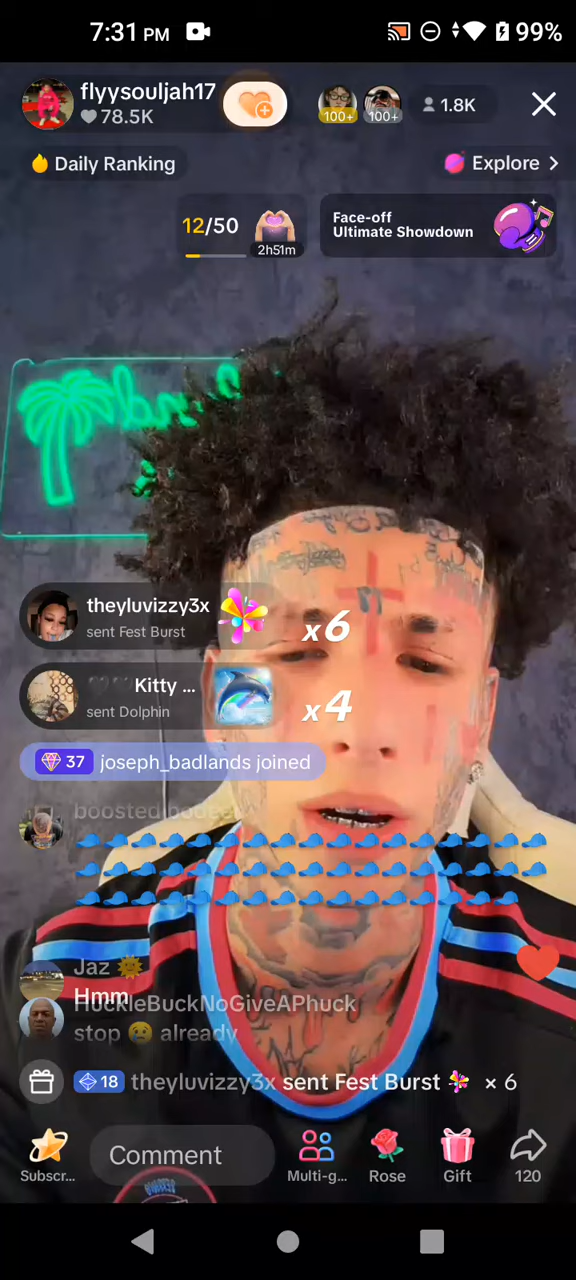 7:31 PM
99%
flyysouljah17
78.5K
100+
100+
1.8K
Daily Ranking
Explore >
12/50
2h51m
Face-off
Ultimate Showdown
theyluvizzy3x
sent Fest Burst
x6
🖤🖤Kitty ...
sent Dolphin
x4
37 joseph_badlands joined
🧢🧢🧢🧢🧢🧢🧢🧢🧢🧢🧢🧢🧢🧢🧢🧢🧢
🧢🧢🧢🧢🧢🧢🧢🧢🧢🧢🧢🧢🧢🧢🧢🧢🧢
🧢🧢🧢🧢🧢🧢🧢🧢🧢🧢🧢🧢🧢🧢🧢🧢
Jaz 🌞
Hmm
HuckleBuckNoGiveAPhuck
stop 😢 already
18 theyluvizzy3x sent Fest Burst × 6
Comment
Subscr...
Multi-g...
Rose
Gift
120